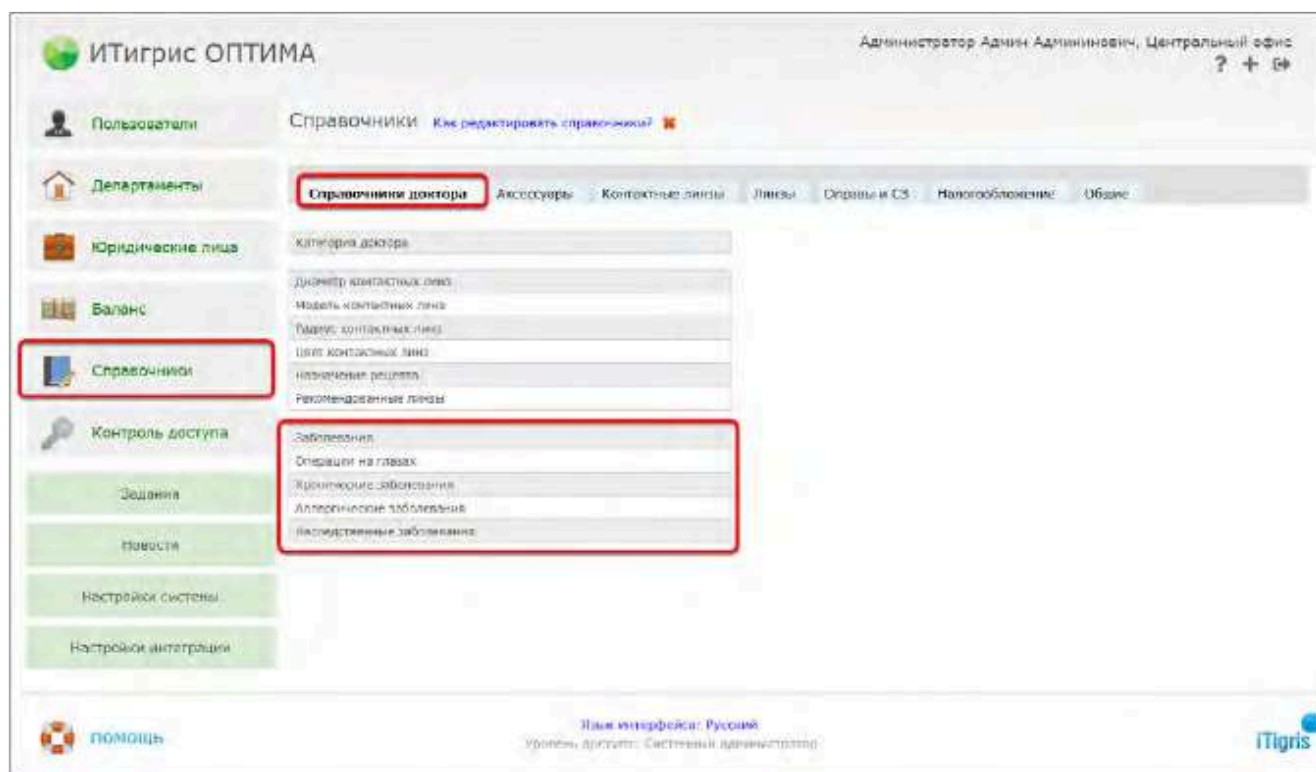 ИТигрис ОПТИМА
Администратор Админ Админинович, Центральный офис
? +
Пользователи
Справочники Как редактировать справочники?
Департаменты
Справочники доктора Аксессуары Контактные линзы Линзы Оправы и СЗ Налогообложение Общие
Юридические лица
Категория доктора
Диаметр контактных линз
Баланс
Модель контактных линз
Радиус контактных линз
Цвет контактных линз
Справочники
Назначение рецепта
Рекомендованные линзы
Контроль доступа
Заболевания
Операции на глазах
Хронические заболевания
Задания
Аллергические заболевания
Наследственные заболевания
Новости
Настройки системы
Настройки интеграции
Язык интерфейса: Русский
ПОМОЩЬ
Уровень доступа: Системный администратор
iTigris